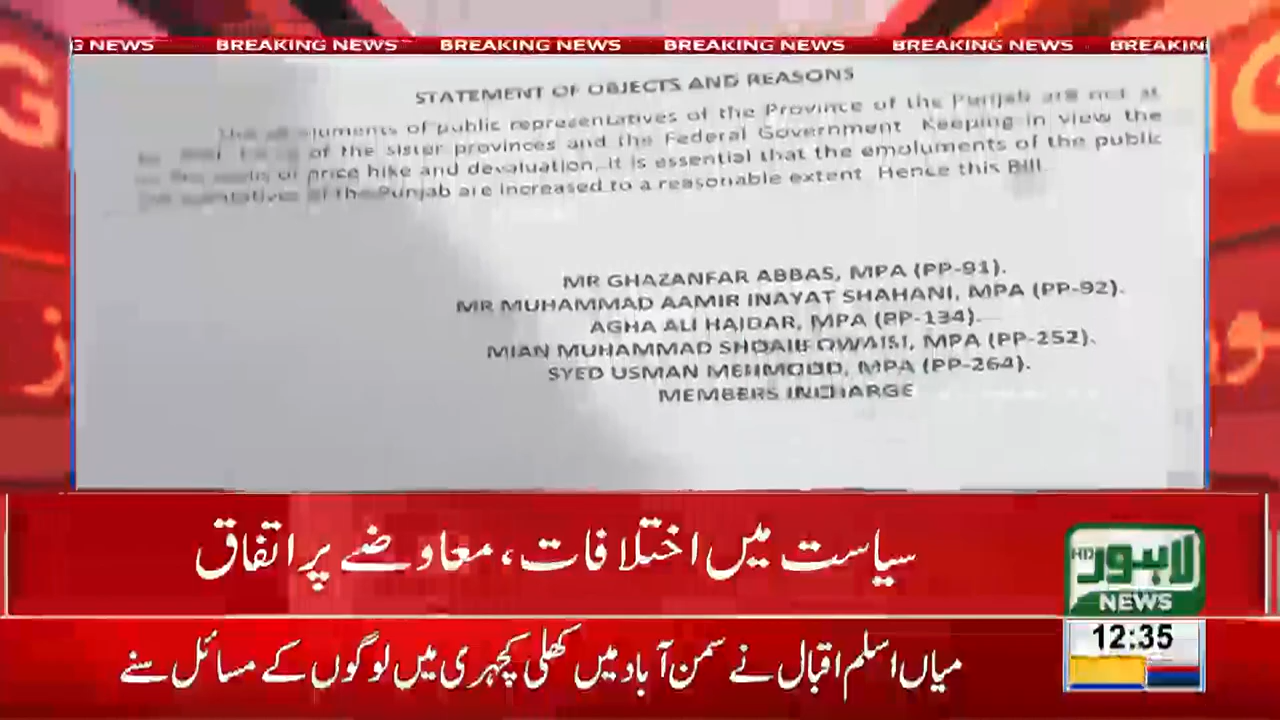 G NEWS BREAKING NEWS BREAKING NEWS BREAKING NEWS BREAKING NEWS BREAKIN
STATEMENT OF OBJECTS AND REASONS
of public representatives of the Province of the Punjab are not at
of the sister provinces and the Federal Government Keeping in view the
of price hike and devaluation, it is essential that the emoluments of the public
of the Punjab are increased to a reasonable extent Hence this Bill.
MR GHAZANFAR ABBAS, MPA (PP-91).
MR MUHAMMAD AAMIR INAYAT SHAHANI, MPA (PP-92).
AGHA ALI HAIDAR, MPA (PP-134).
MIAN MUHAMMAD SHOAIB OWAISI, MPA (PP-252).
SYED USMAN MEHMOOD, MPA (PP-264).
MEMBERS INCHARGE
سیاست میں اختلافات، معاوضے پر اتفاق
لاہور HD
NEWS
12:35
میاں اسلم اقبال نے سمن آباد میں کھلی کچہری میں لوگوں کے مسائل سنے